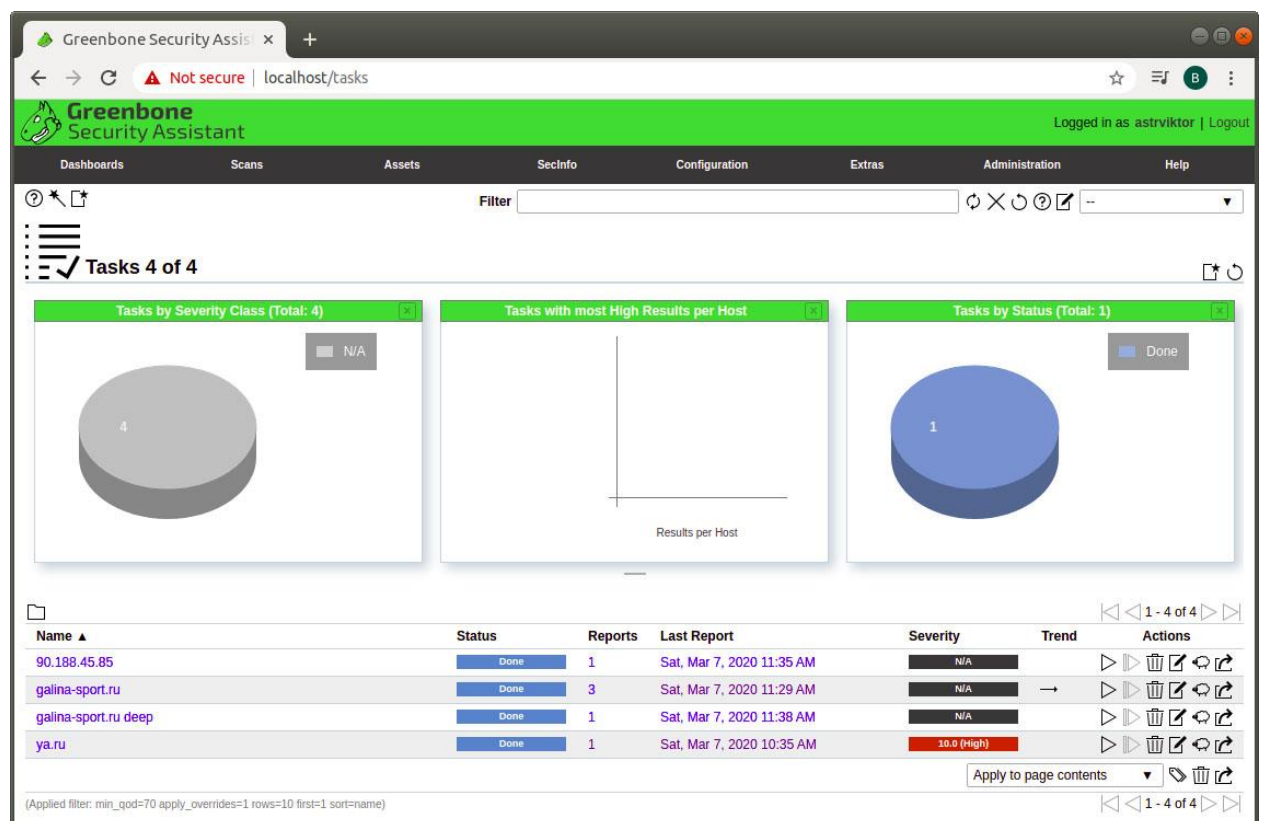 Greenbone Security Assis
Not secure | localhost/tasks
B
Greenbone
Security Assistant
Logged in as astrviktor | Logout
Dashboards Scans Assets SecInfo Configuration Extras Administration Help
Filter --
Tasks 4 of 4
Tasks by Severity Class (Total: 4)
N/A
4
Tasks with most High Results per Host
Results per Host
Tasks by Status (Total: 1)
Done
1
1 - 4 of 4
Name ▲ Status Reports Last Report Severity Trend Actions
90.188.45.85 Done 1 Sat, Mar 7, 2020 11:35 AM N/A
galina-sport.ru Done 3 Sat, Mar 7, 2020 11:29 AM N/A
galina-sport.ru deep Done 1 Sat, Mar 7, 2020 11:38 AM N/A
ya.ru Done 1 Sat, Mar 7, 2020 10:35 AM 10.0 (High)
Apply to page contents
(Applied filter: min_qod=70 apply_overrides=1 rows=10 first=1 sort=name) 1 - 4 of 4